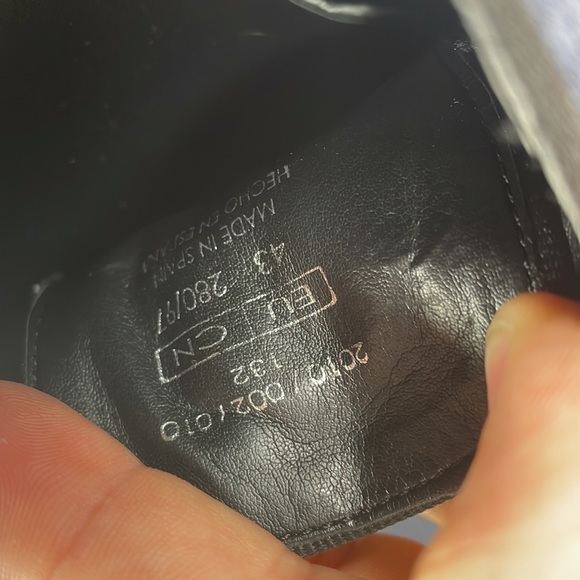 2010/002/010
132
EU CN
43 280/97
MADE IN SPAIN
HECHO EN ESPAÑA